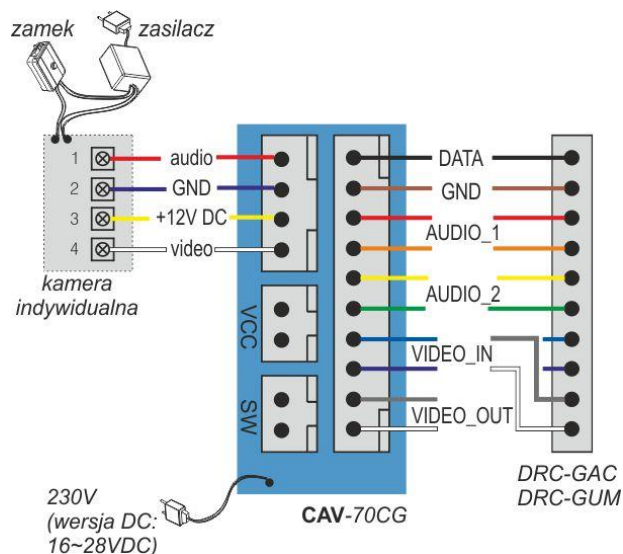 zamek
zasilacz
1
audio
2
GND
3
+12V DC
4
video
kamera
indywidualna
VCC
SW
DATA
GND
AUDIO_1
AUDIO_2
VIDEO_IN
VIDEO_OUT
230V
(wersja DC:
16~28VDC)
CAV-70CG
DRC-GAC
DRC-GUM